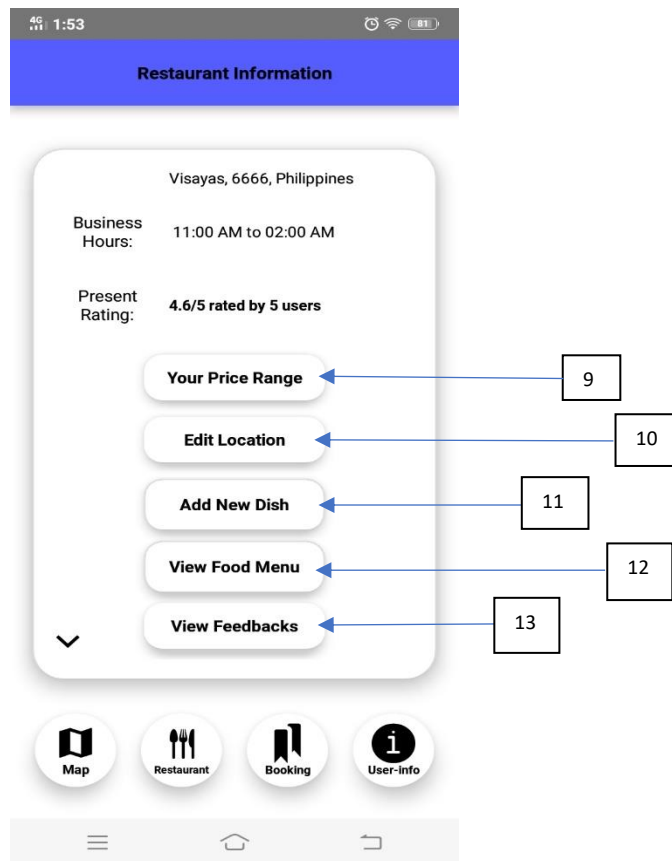 4G 1:53 81
Restaurant Information
Visayas, 6666, Philippines
Business
Hours:
11:00 AM to 02:00 AM
Present
Rating:
4.6/5 rated by 5 users
Your Price Range
9
Edit Location
10
Add New Dish
11
View Food Menu
12
View Feedbacks
13
Map
Restaurant
Booking
User-info